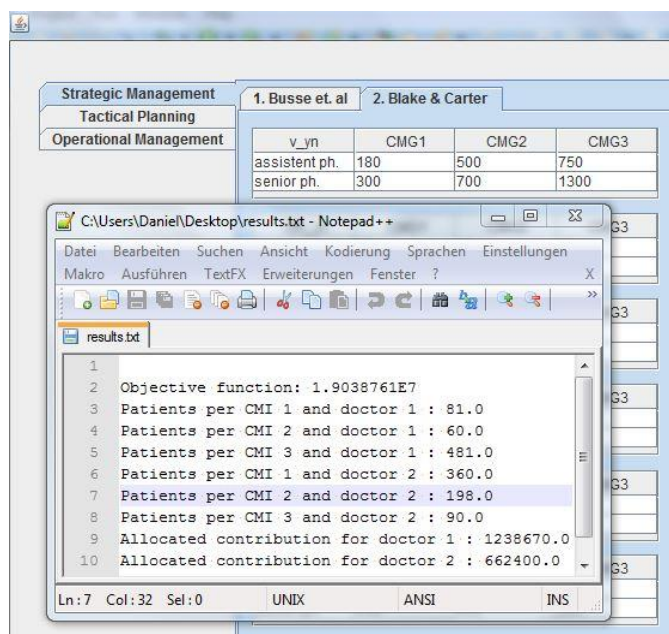 Strategic Management
Tactical Planning
Operational Management
1. Busse et. al 2. Blake & Carter
v_yn CMG1 CMG2 CMG3
assistent ph. 180 500 750
senior ph. 300 700 1300
C:\Users\Daniel\Desktop\results.txt - Notepad++
Datei Bearbeiten Suchen Ansicht Kodierung Sprachen Einstellungen
Makro Ausführen TextFX Erweiterungen Fenster ? X
results.txt
1
2 Objective function: 1.9038761E7
3 Patients per CMI 1 and doctor 1 : 81.0
4 Patients per CMI 2 and doctor 1 : 60.0
5 Patients per CMI 3 and doctor 1 : 481.0
6 Patients per CMI 1 and doctor 2 : 360.0
7 Patients per CMI 2 and doctor 2 : 198.0
8 Patients per CMI 3 and doctor 2 : 90.0
9 Allocated contribution for doctor 1 : 1238670.0
10 Allocated contribution for doctor 2 : 662400.0
Ln : 7 Col : 32 Sel : 0 UNIX ANSI INS
G3
G3
G3
G3
G3